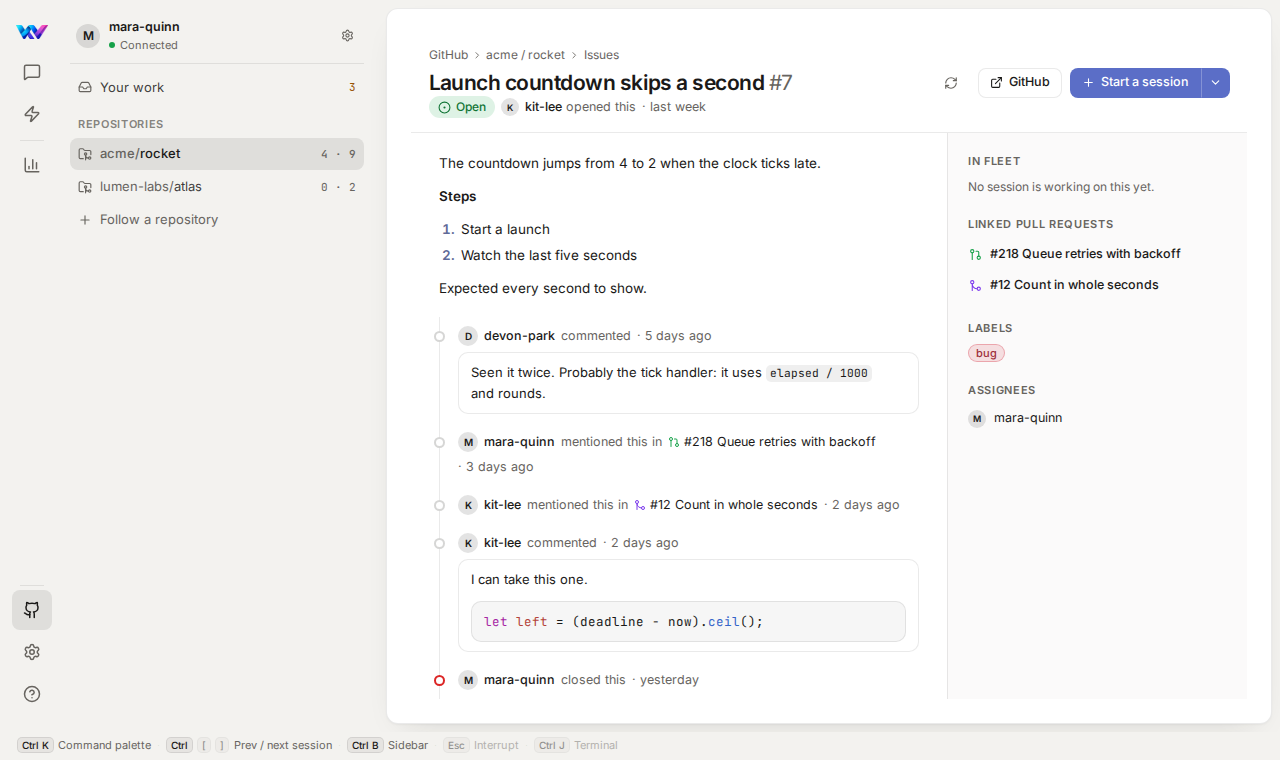 M
mara-quinn
Connected
Your work 3
REPOSITORIES
acme/rocket 4 · 9
lumen-labs/atlas 0 · 2
Follow a repository
GitHub > acme / rocket > Issues
Launch countdown skips a second #7
GitHub
Start a session
Open K kit-lee opened this · last week
The countdown jumps from 4 to 2 when the clock ticks late.
Steps
1. Start a launch
2. Watch the last five seconds
Expected every second to show.
D devon-park commented · 5 days ago
Seen it twice. Probably the tick handler: it uses elapsed / 1000
and rounds.
M mara-quinn mentioned this in #218 Queue retries with backoff
· 3 days ago
K kit-lee mentioned this in #12 Count in whole seconds · 2 days ago
K kit-lee commented · 2 days ago
I can take this one.
let left = (deadline - now).ceil();
M mara-quinn closed this · yesterday
IN FLEET
No session is working on this yet.
LINKED PULL REQUESTS
#218 Queue retries with backoff
#12 Count in whole seconds
LABELS
bug
ASSIGNEES
M mara-quinn
Ctrl K Command palette Ctrl [ ] Prev / next session Ctrl B Sidebar Esc Interrupt Ctrl J Terminal